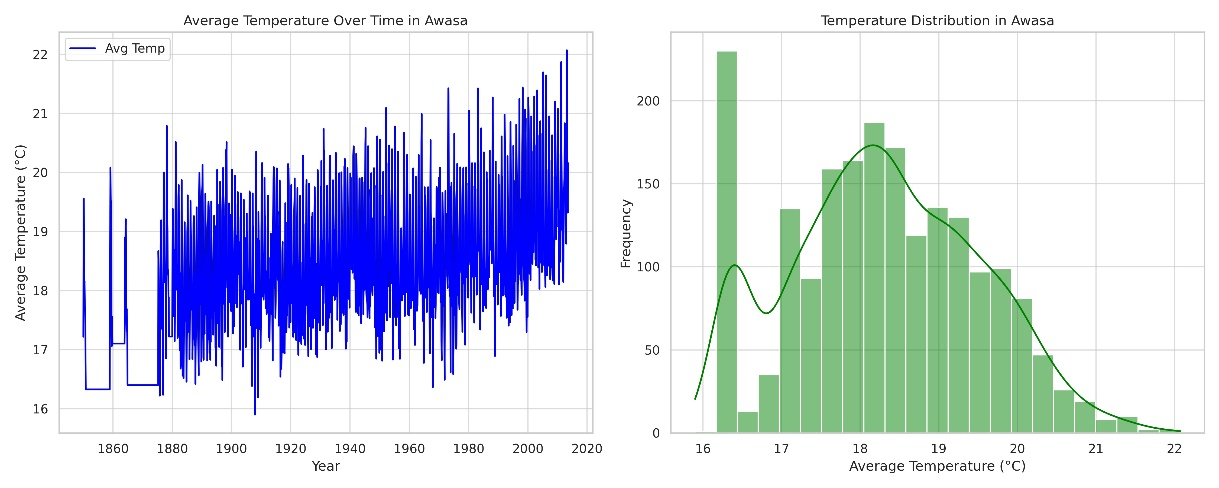 Average Temperature Over Time in Awasa
Avg Temp
22
21
20
19
18
17
16
Average Temperature (°C)
1860 1880 1900 1920 1940 1960 1980 2000 2020
Year
Temperature Distribution in Awasa
200
150
100
50
0
Frequency
16 17 18 19 20 21 22
Average Temperature (°C)